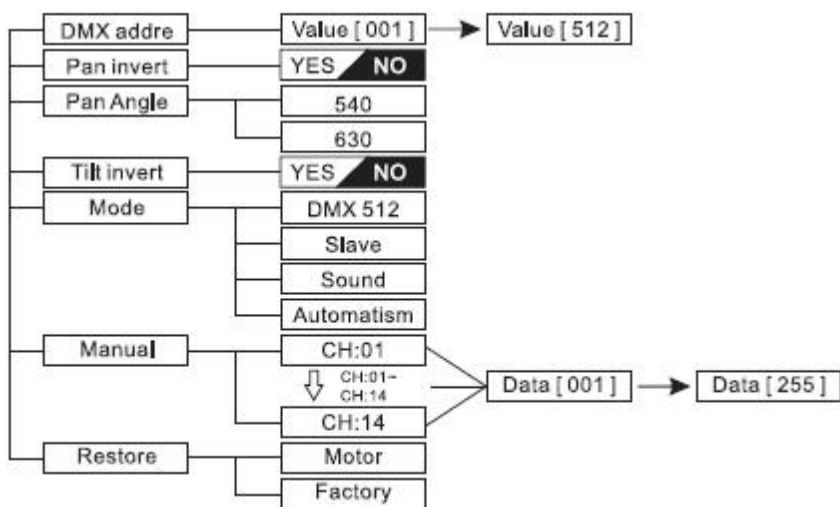 DMX addre Value [ 001 ] Value [ 512 ]
Pan invert YES NO
Pan Angle 540
630
Tilt invert YES NO
Mode DMX 512
Slave
Sound
Automatism
Manual CH:01
CH:01~
CH:14
Data [ 001 ] Data [ 255 ]
CH:14
Restore Motor
Factory